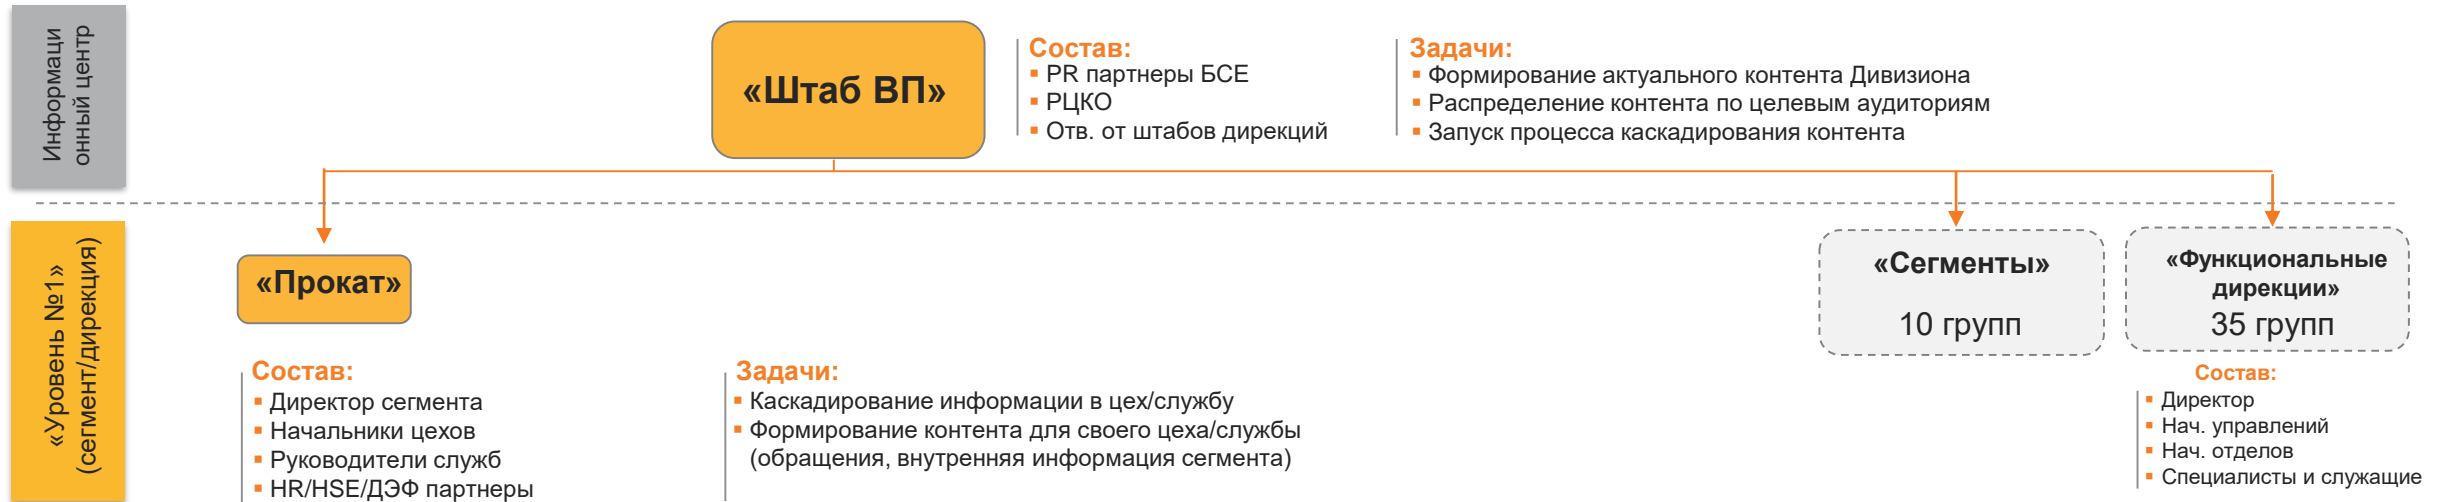 Информаци
онный центр
«Штаб ВП»
Состав:
PR партнеры БСЕ
РЦКО
Отв. от штабов дирекций
Задачи:
Формирование актуального контента Дивизиона
Распределение контента по целевым аудиториям
Запуск процесса каскадирования контента
«Уровень №1»
(сегмент/дирекция)
«Прокат»
Состав:
Директор сегмента
Начальники цехов
Руководители служб
HR/HSE/ДЭФ партнеры
Задачи:
Каскадирование информации в цех/службу
Формирование контента для своего цеха/службы
(обращения, внутренняя информация сегмента)
«Сегменты»
10 групп
«Функциональные
дирекции»
35 групп
Состав:
Директор
Нач. управлений
Нач. отделов
Специалисты и служащие